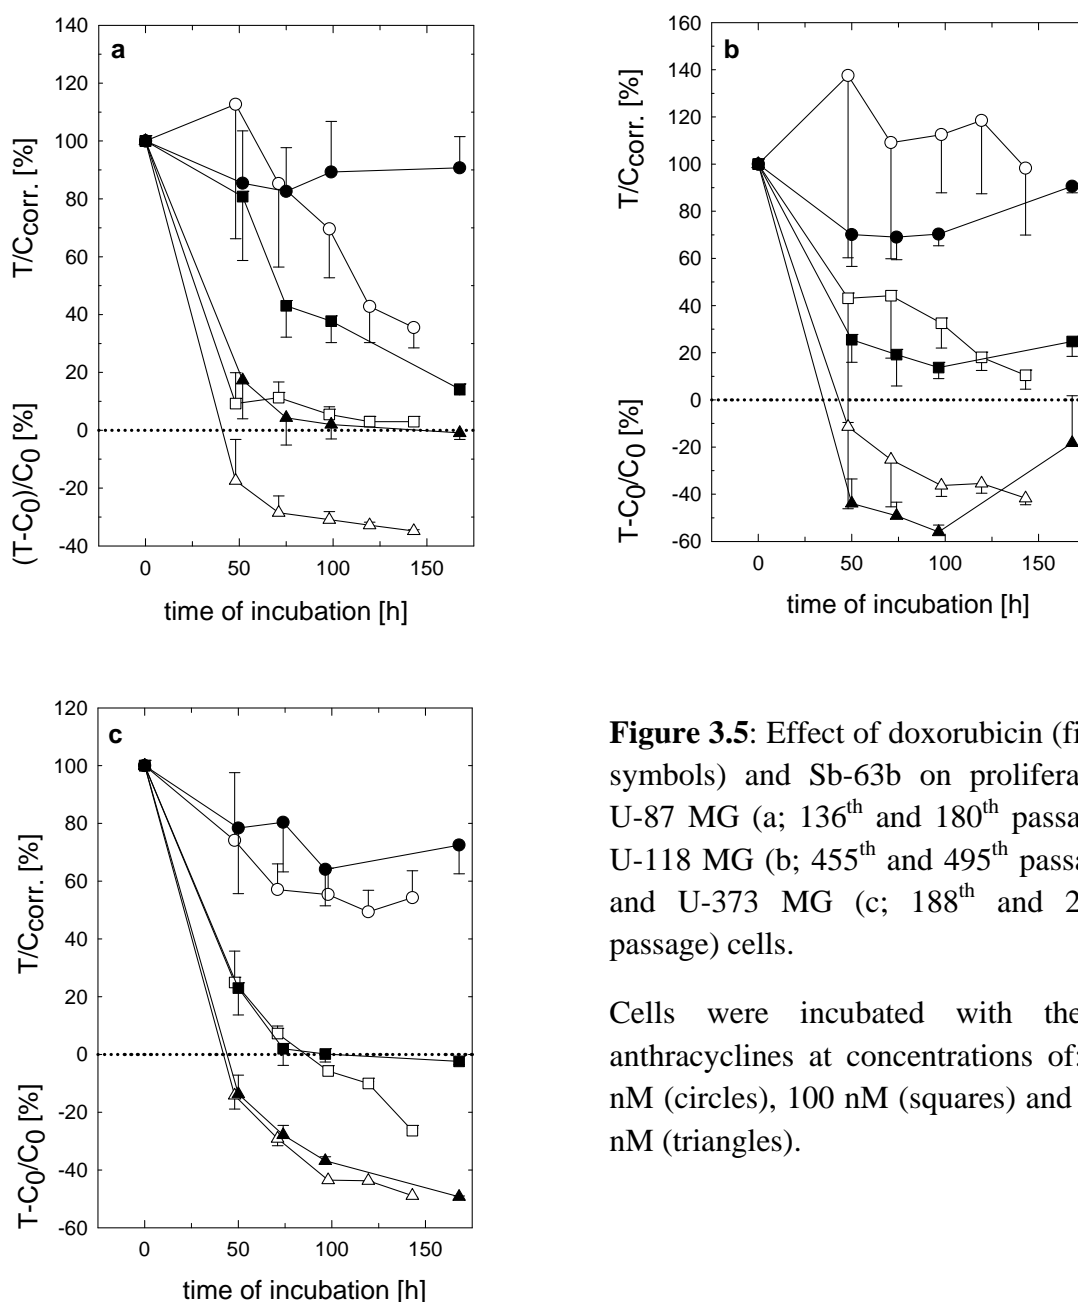 a
140
120
100
80
60
40
20
0
-20
-40
T/Ccorr. [%]
(T-C0)/C0 [%]
0 50 100 150
time of incubation [h]
b
160
140
120
100
80
60
40
20
0
-20
-40
-60
T/Ccorr. [%]
T-C0/C0 [%]
0 50 100 150
time of incubation [h]
c
120
100
80
60
40
20
0
-20
-40
-60
T/Ccorr. [%]
T-C0/C0 [%]
0 50 100 150
time of incubation [h]
Figure 3.5: Effect of doxorubicin (fi
symbols) and Sb-63b on prolifera
U-87 MG (a; 136th and 180th passa
U-118 MG (b; 455th and 495th passa
and U-373 MG (c; 188th and 2
passage) cells.
Cells were incubated with the
anthracyclines at concentrations of:
nM (circles), 100 nM (squares) and
nM (triangles).